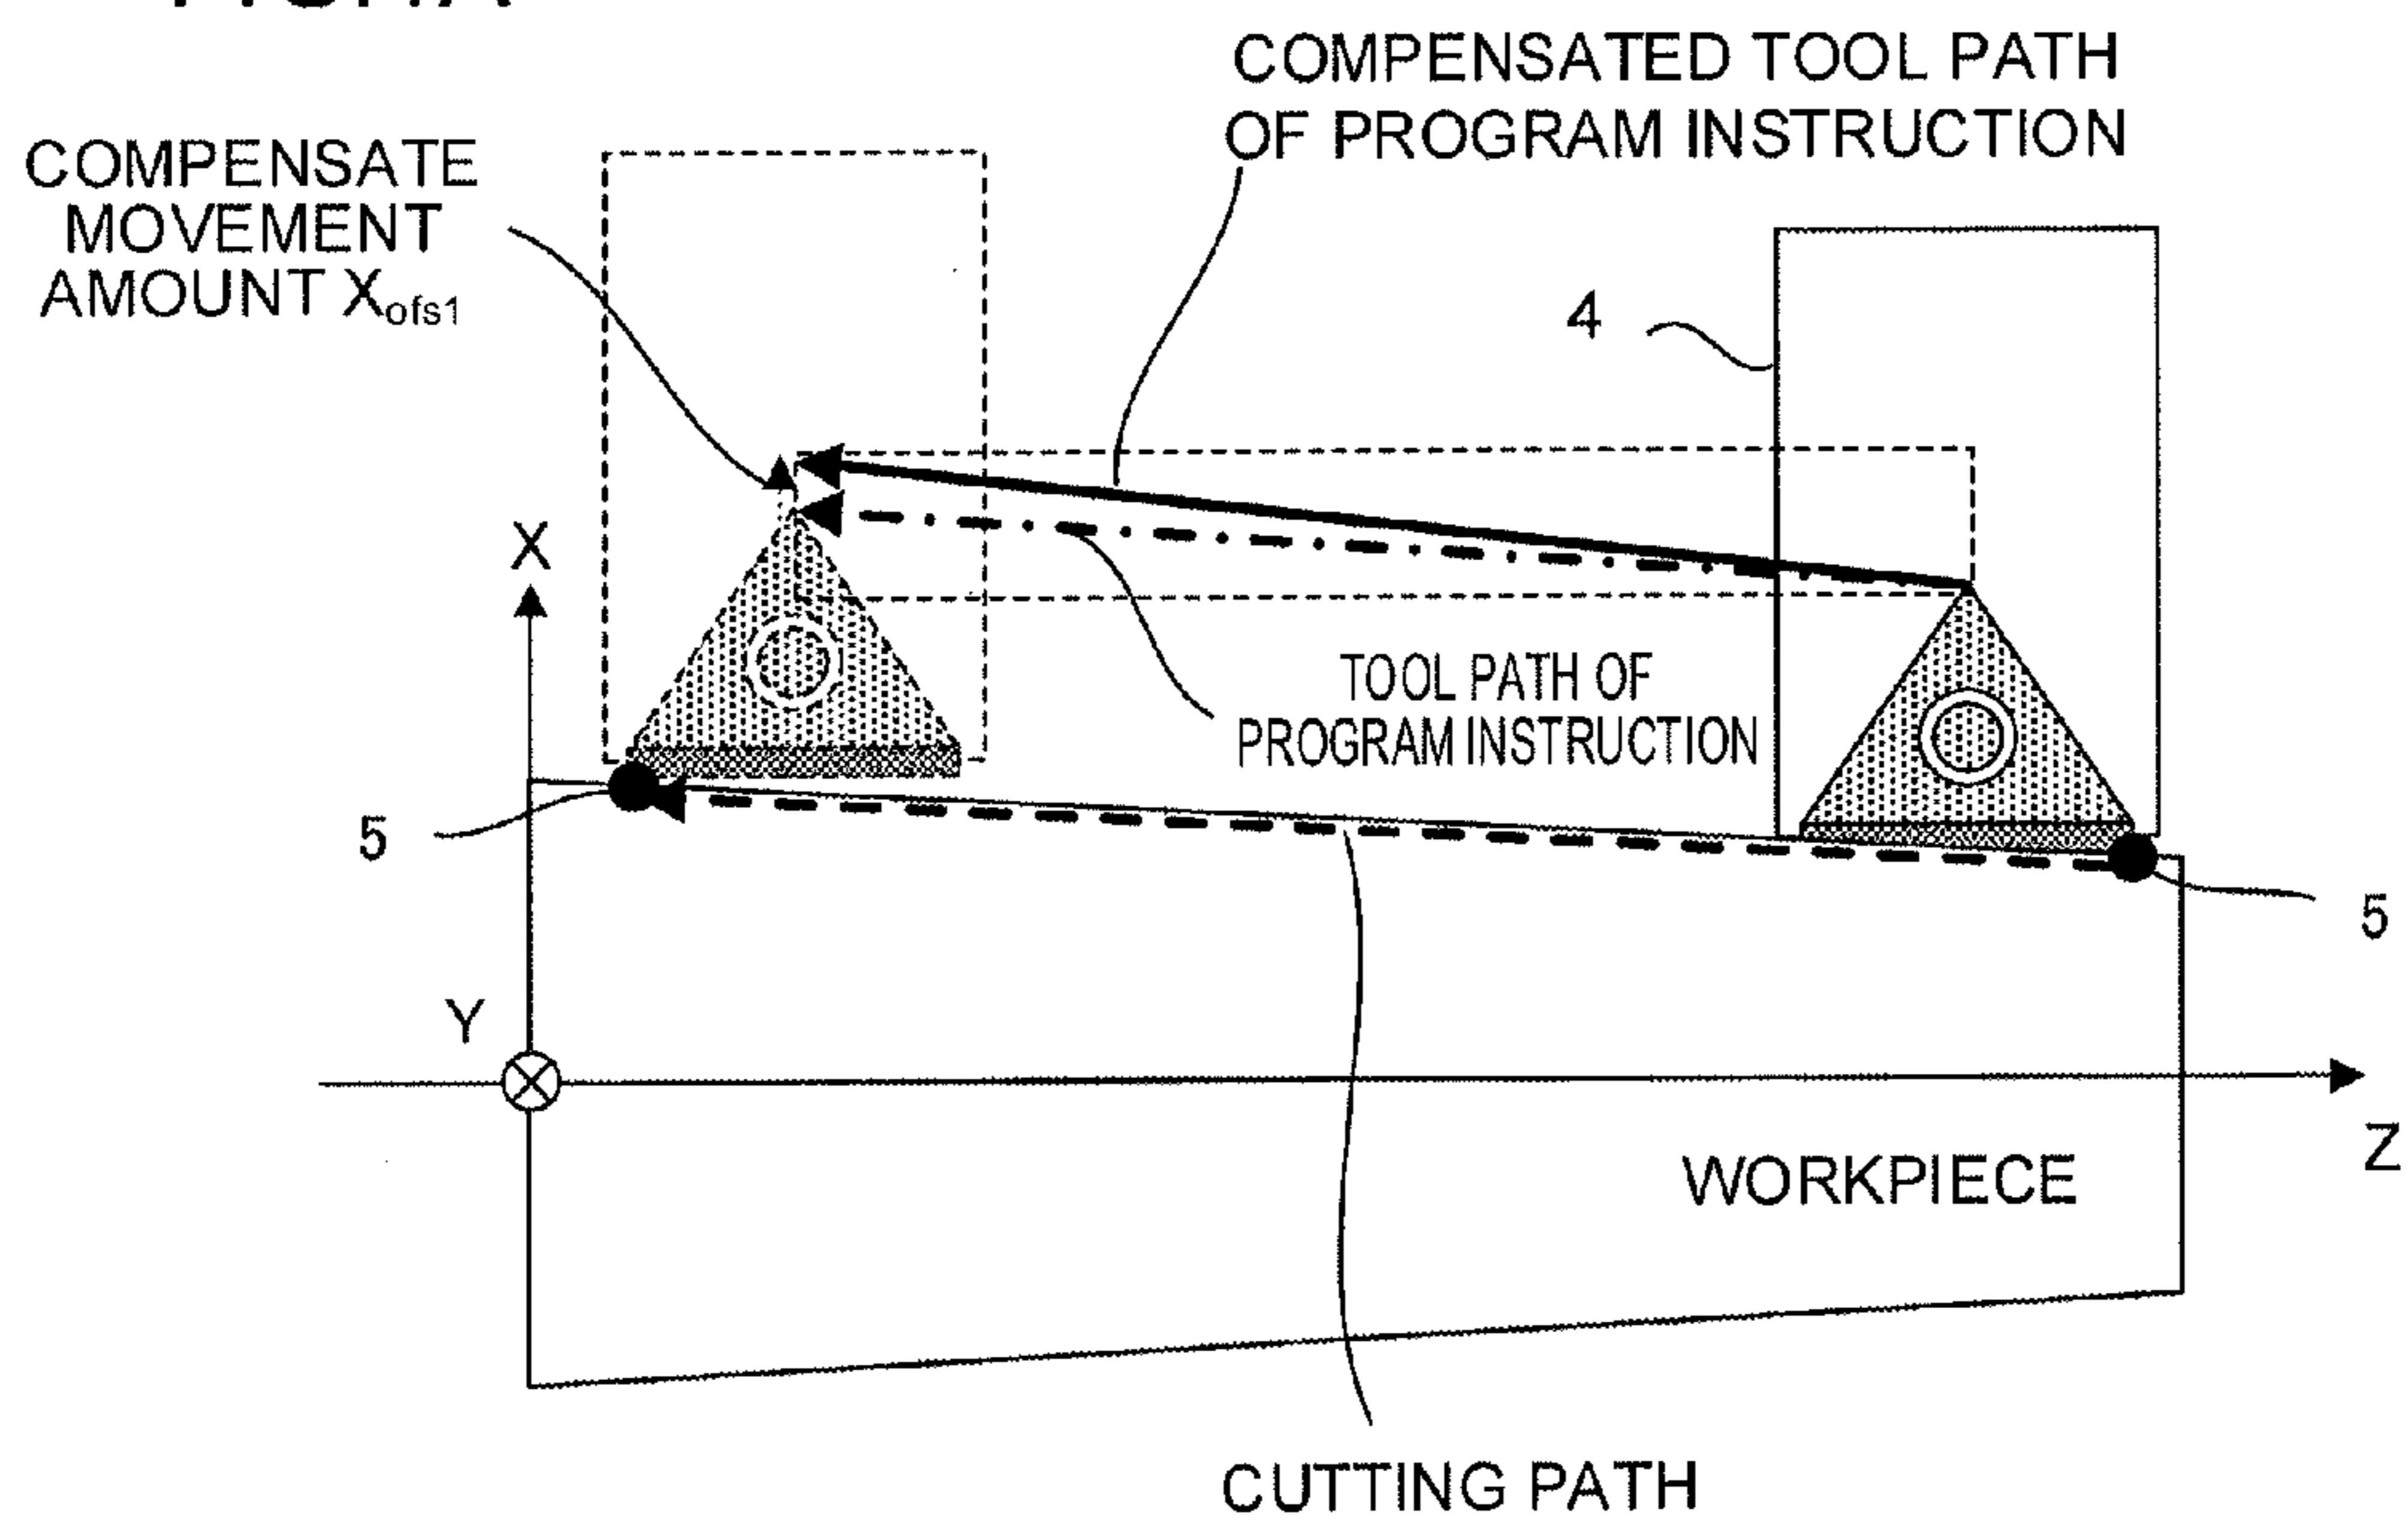 COMPENSATED TOOL PATH
OF PROGRAM INSTRUCTION
COMPENSATE
MOVEMENT
AMOUNT Xofs1
4
X
TOOL PATH OF
PROGRAM INSTRUCTION
5
5
Y
Z
WORKPIECE
CUTTING PATH